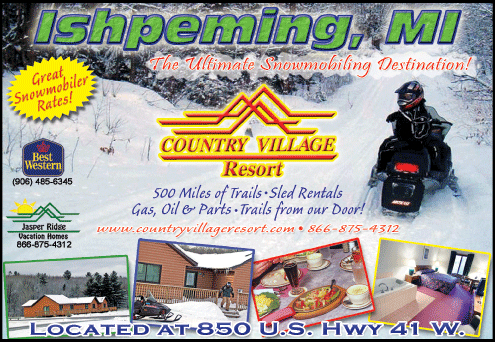 Ishpeming, MI
The Ultimate Snowmobiling Destination!
Great
Snowmobiler
Rates!
COUNTRY VILLAGE
Resort
Best
Western
(906) 485-6345
500 Miles of Trails • Sled Rentals
Gas, Oil & Parts • Trails from our Door!
Jasper Ridge
Vacation Homes
866-875-4312
www.countryvillageresort.com • 866-875-4312
LOCATED AT 850 U.S. HWY 41 W.